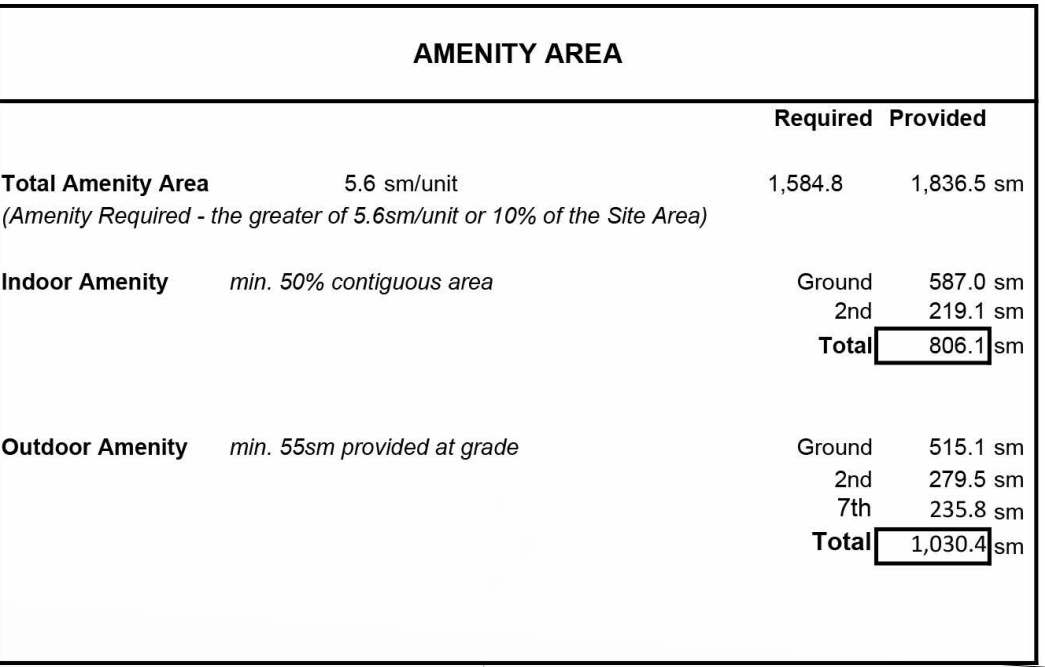 AMENITY AREA
Required Provided
Total Amenity Area 5.6 sm/unit 1,584.8 1,836.5 sm
(Amenity Required - the greater of 5.6sm/unit or 10% of the Site Area)
Indoor Amenity min. 50% contiguous area Ground 587.0 sm
2nd 219.1 sm
Total 806.1 sm
Outdoor Amenity min. 55sm provided at grade Ground 515.1 sm
2nd 279.5 sm
7th 235.8 sm
Total 1,030.4 sm